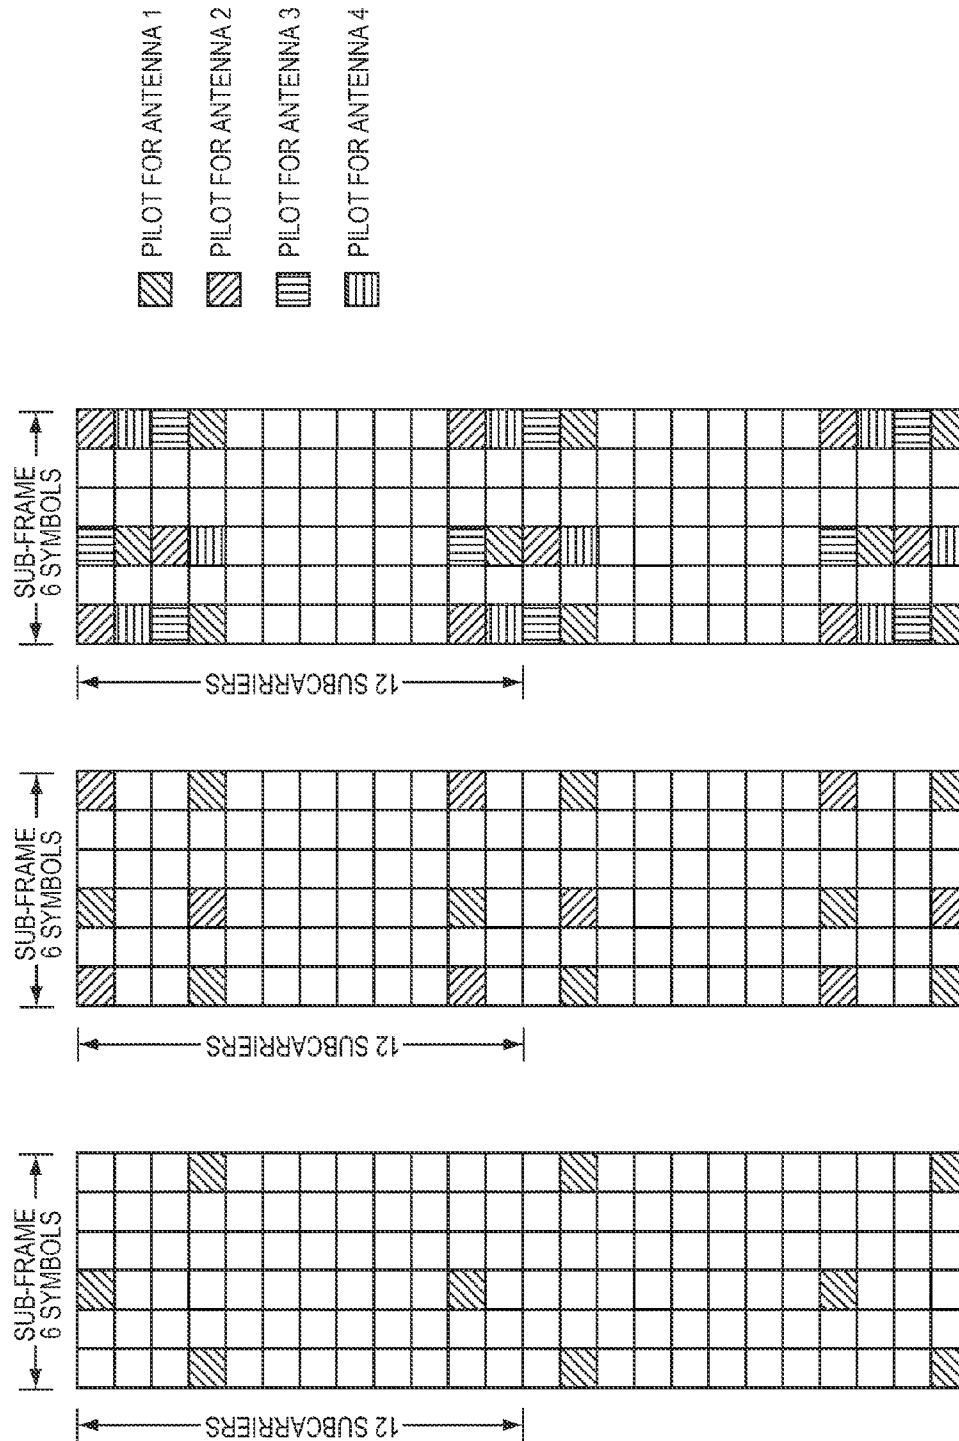 PILOT FOR ANTENNA 1
PILOT FOR ANTENNA 2
PILOT FOR ANTENNA 3
PILOT FOR ANTENNA 4
SUB-FRAME
6 SYMBOLS
12 SUBCARRIERS
SUB-FRAME
6 SYMBOLS
12 SUBCARRIERS
SUB-FRAME
6 SYMBOLS
12 SUBCARRIERS